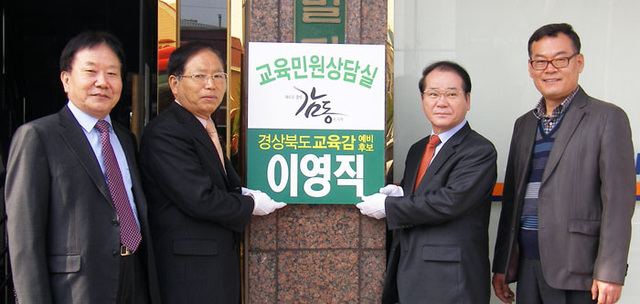 교육민원상담실
감동
경상북도교육감 예비
후보
이영직